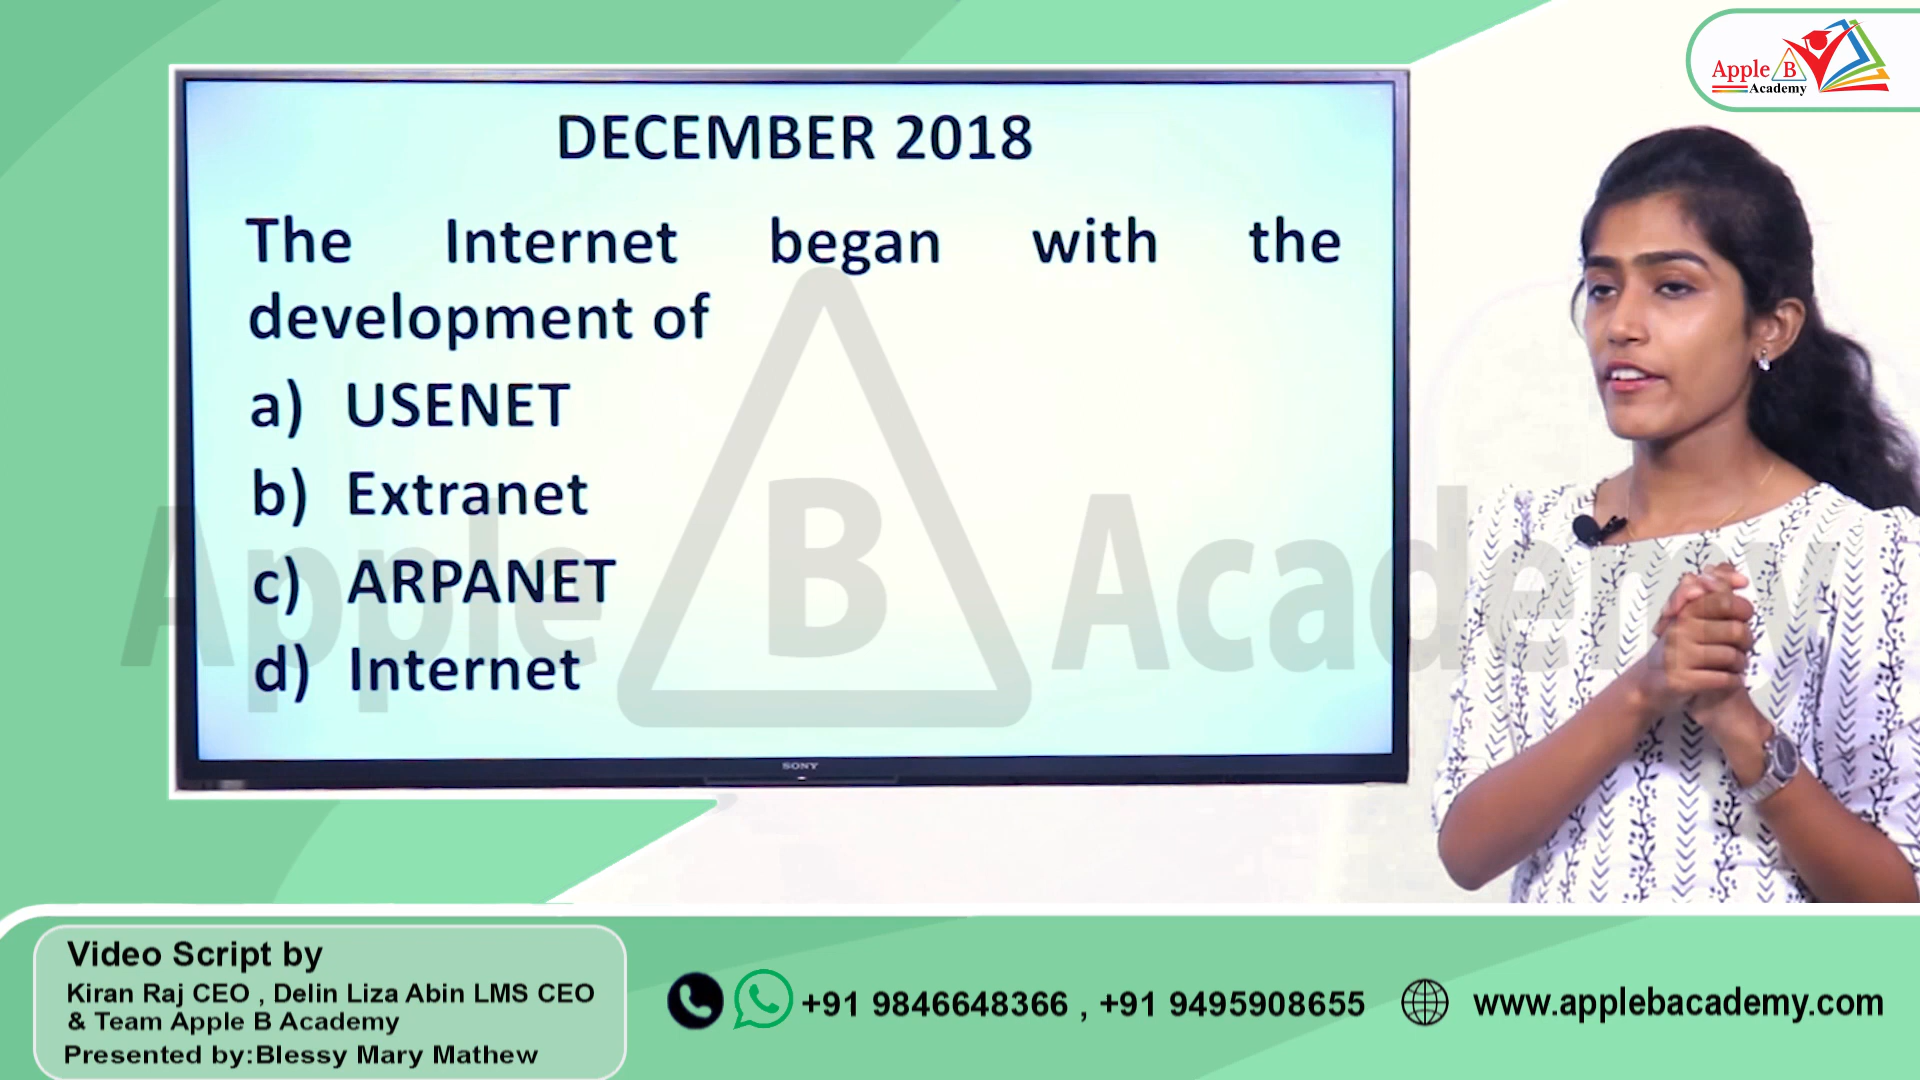 Apple B
Academy
DECEMBER 2018
The Internet began with the
development of
a) USENET
b) Extranet
c) ARPANET
d) Internet
Apple B Academy
SONY
Video Script by
Kiran Raj CEO , Delin Liza Abin LMS CEO
& Team Apple B Academy
Presented by:Blessy Mary Mathew
+91 9846648366 , +91 9495908655
www.applebacademy.com